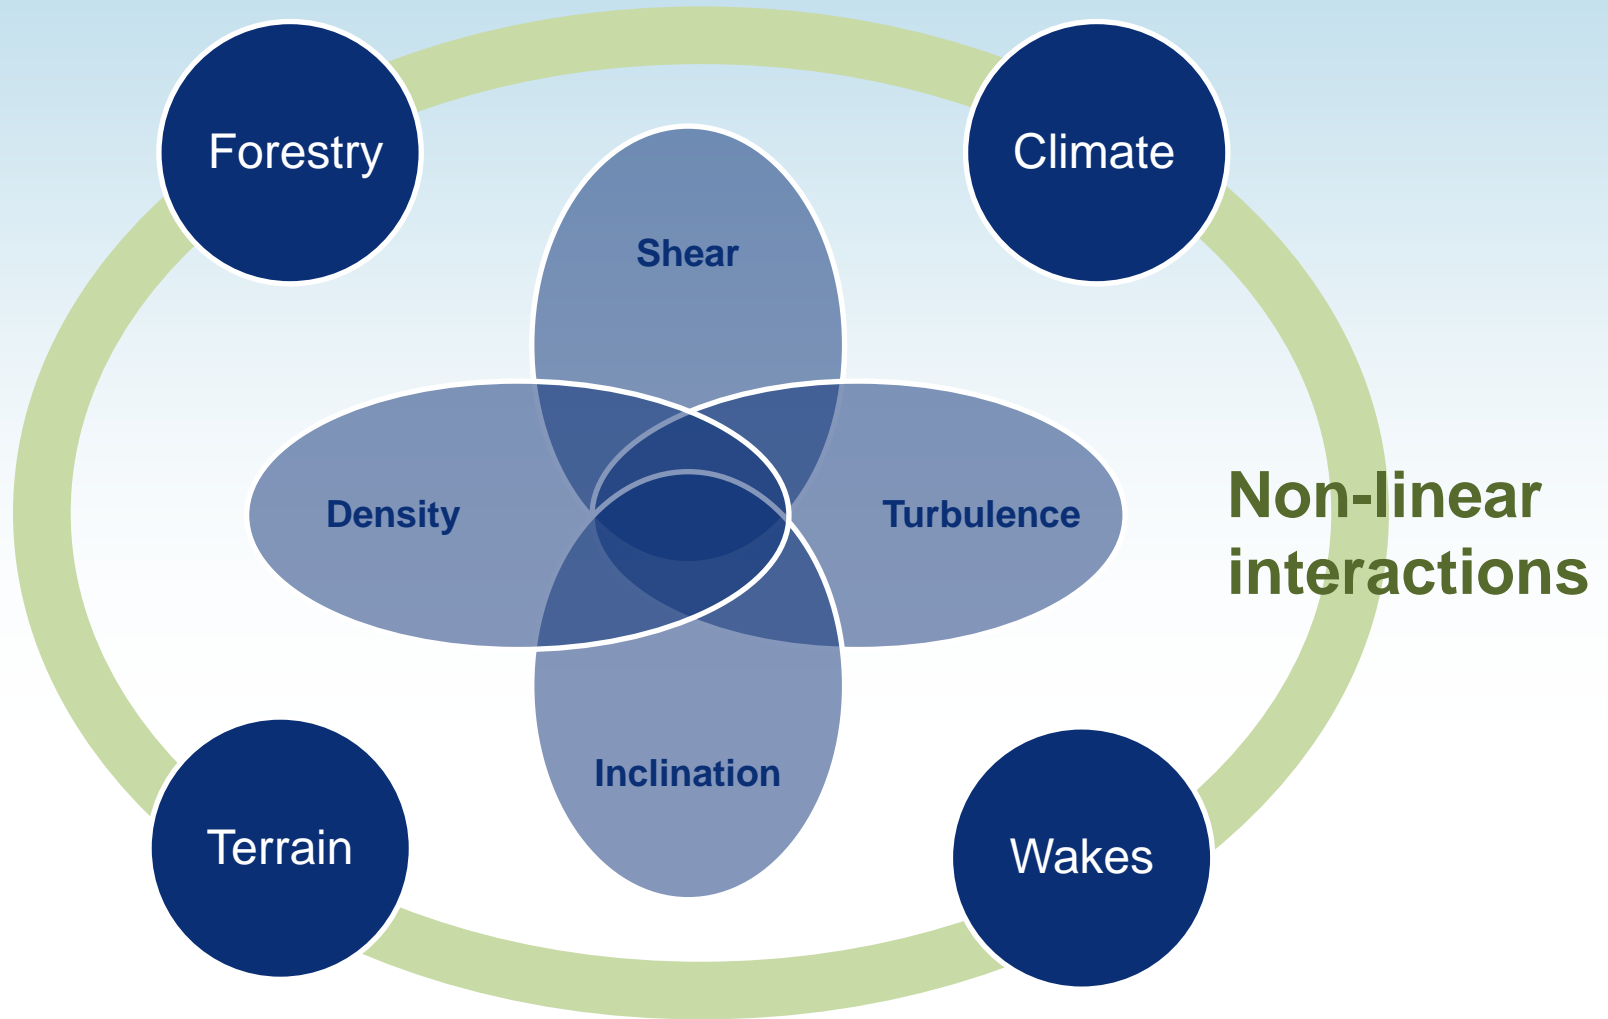 Forestry
Climate
Shear
Density
Turbulence
Non-linear
interactions
Inclination
Terrain
Wakes